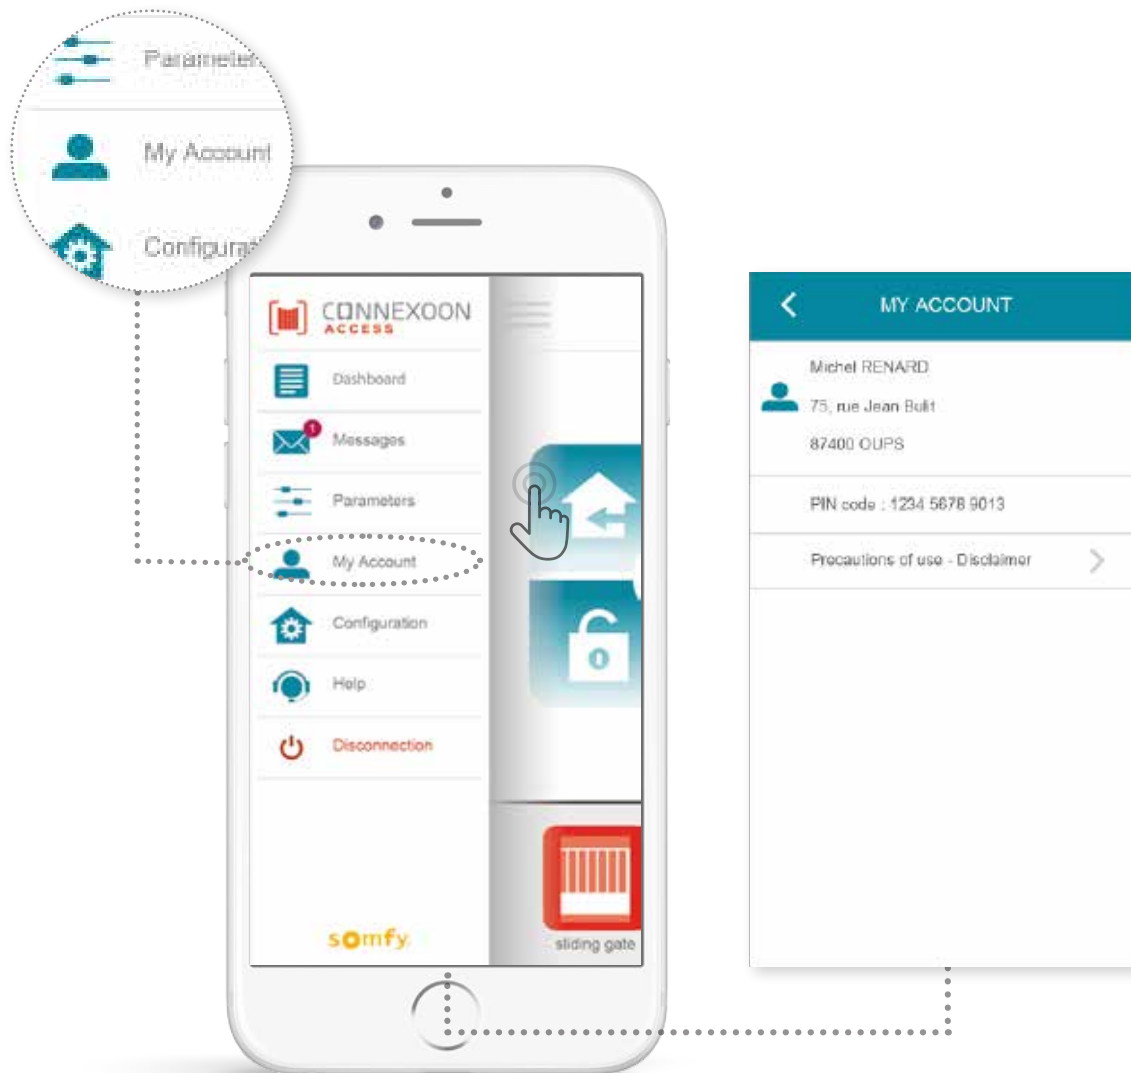 Parameter
My Account
Configurat
CONNEXOON
ACCESS
Dashboard
1
Messages
Parameters
My Account
Configuration
Help
Disconnection
somfy
sliding gate
MY ACCOUNT
Michel RENARD
75, rue Jean Bulit
87400 OUPS
PIN code : 1234 5678 9013
Precautions of use - Disclaimer